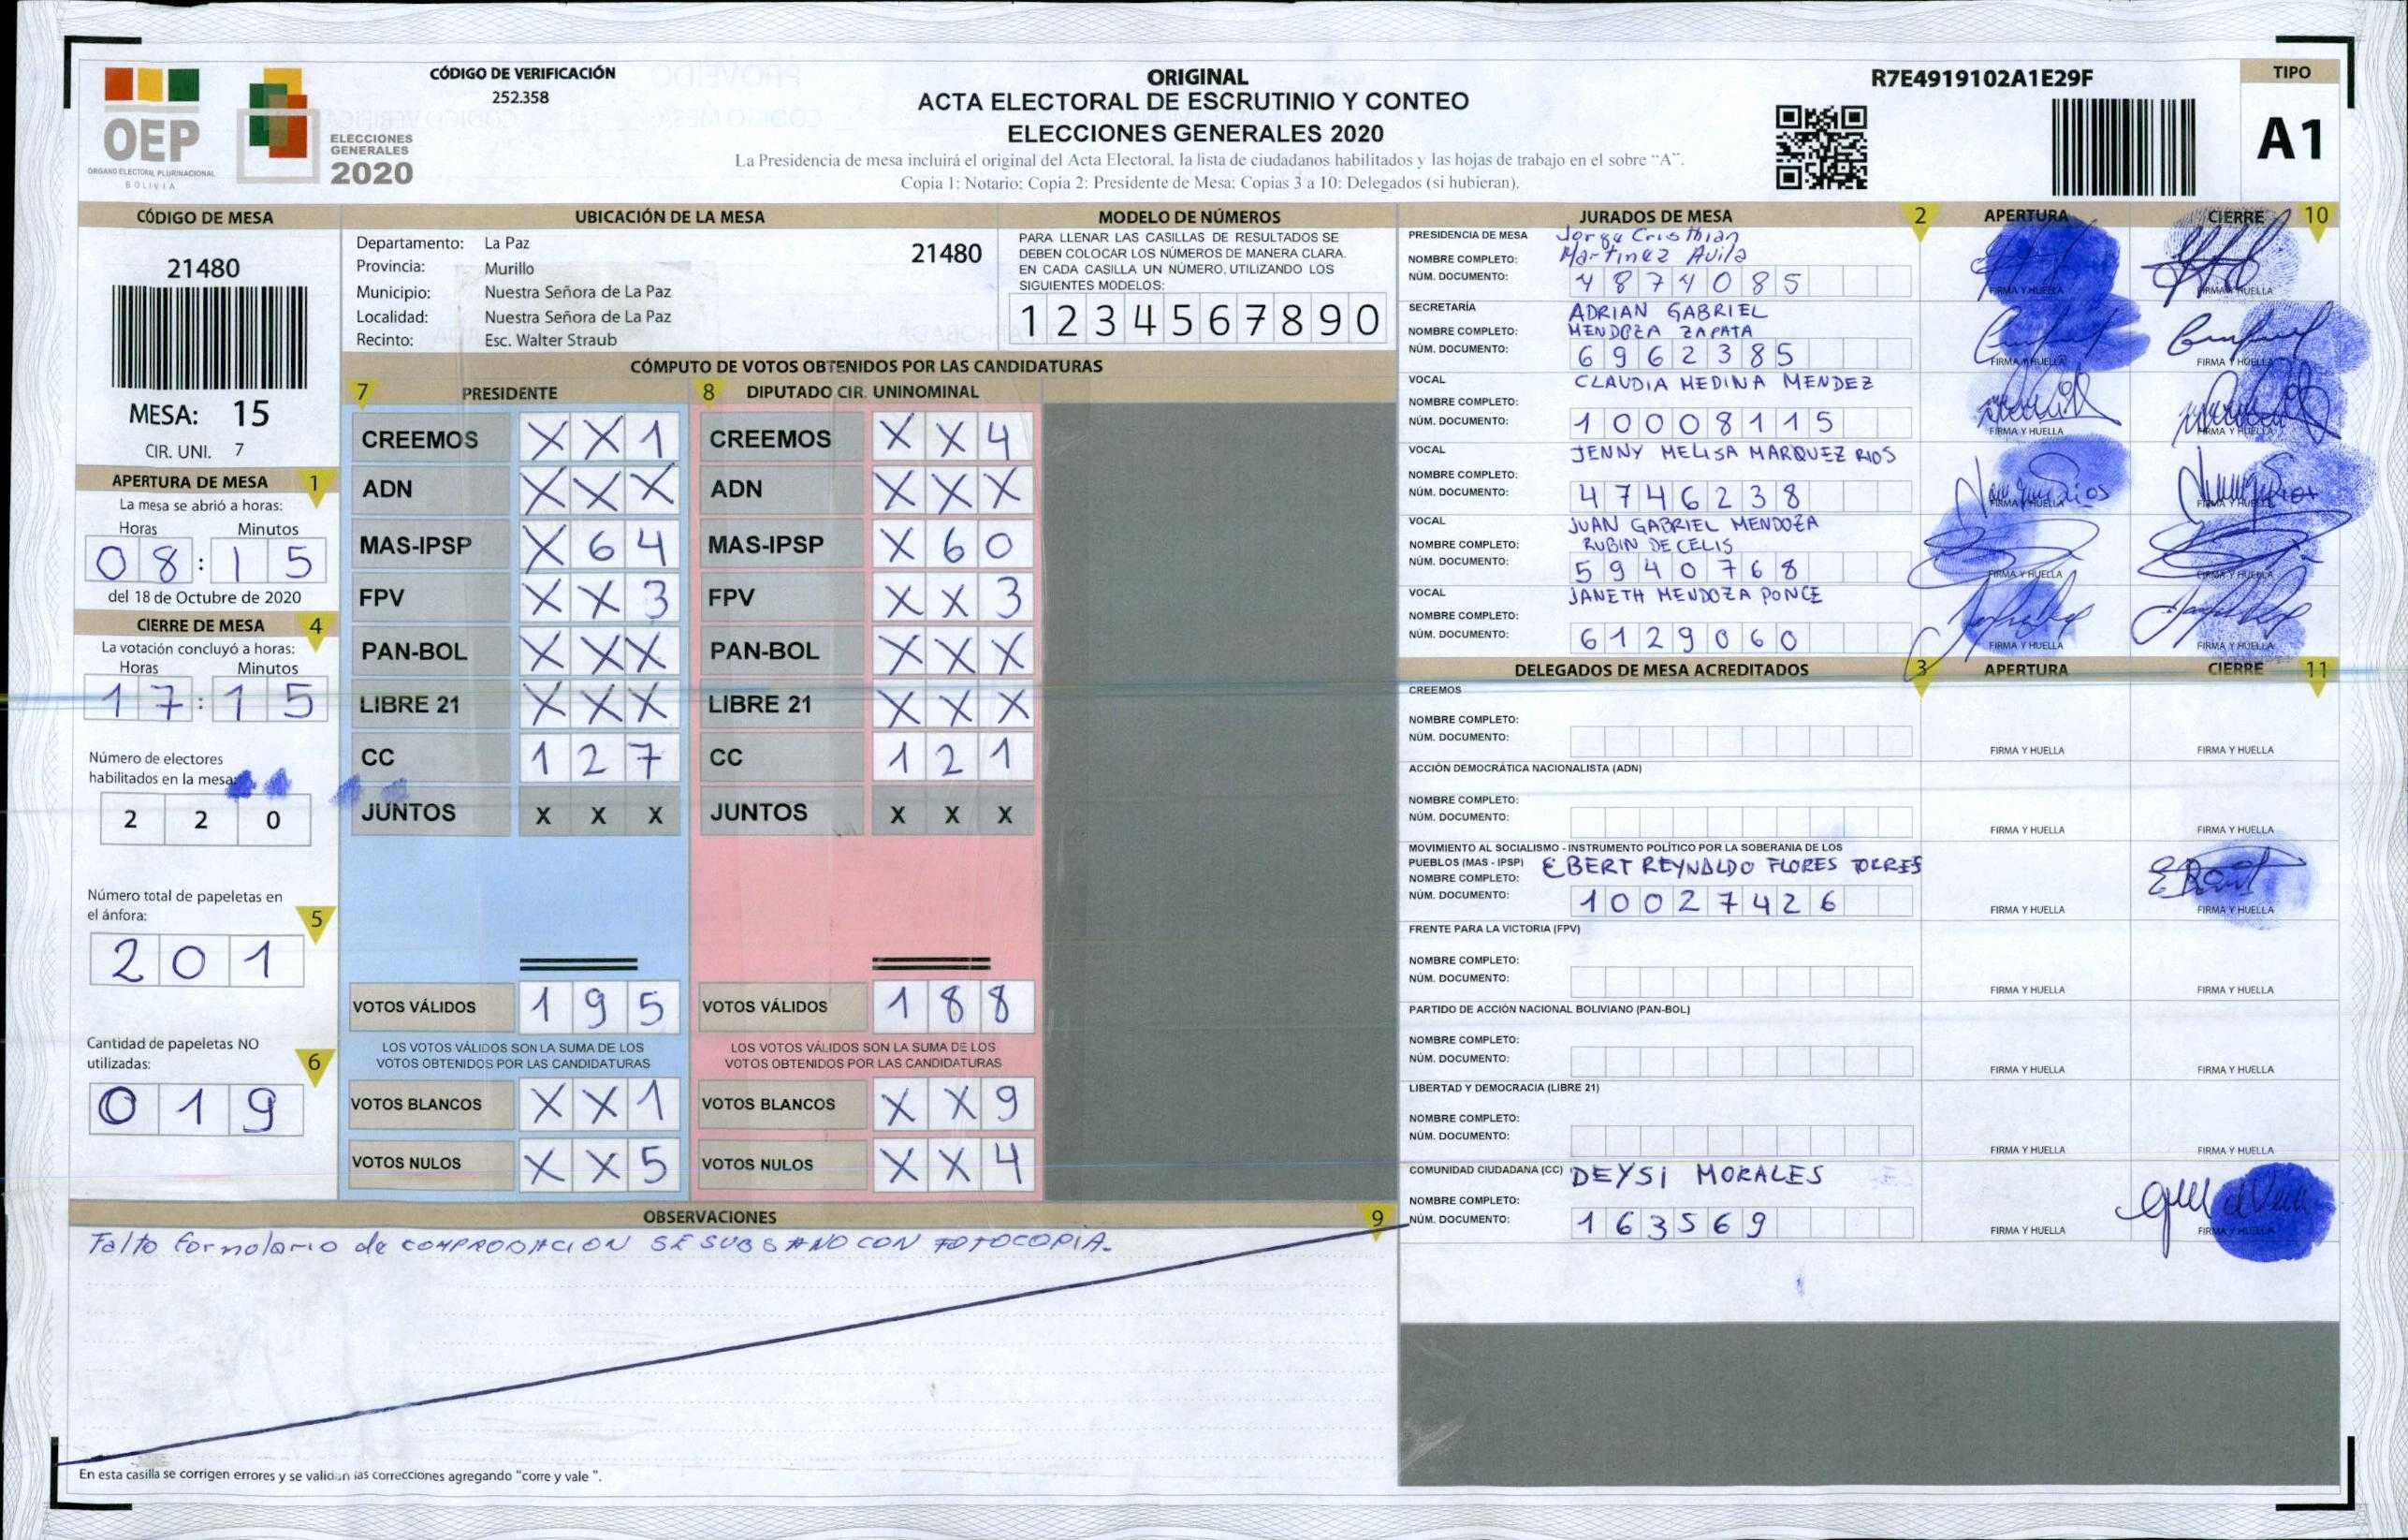 OEP
ÓRGANO ELECTORAL PLURINACIONAL
BOLIVIA
ELECCIONES
GENERALES
2020
CÓDIGO DE VERIFICACIÓN
252.358
ORIGINAL
ACTA ELECTORAL DE ESCRUTINIO Y CONTEO
ELECCIONES GENERALES 2020
La Presidencia de mesa incluirá el original del Acta Electoral, la lista de ciudadanos habilitados y las hojas de trabajo en el sobre "A".
Copia 1: Notario; Copia 2: Presidente de Mesa; Copias 3 a 10: Delegados (si hubieran).
R7E4919102A1E29F
TIPO
A1
CÓDIGO DE MESA
21480
MESA: 15
CIR. UNI. 7
APERTURA DE MESA 1
La mesa se abrió a horas:
Horas Minutos
08:15
del 18 de Octubre de 2020
CIERRE DE MESA 4
La votación concluyó a horas:
Horas Minutos
17:15
Número de electores
habilitados en la mesa:
2 2 0
Número total de papeletas en
el ánfora: 5
2 0 1
Cantidad de papeletas NO
utilizadas: 6
0 1 9
UBICACIÓN DE LA MESA
Departamento: La Paz 21480
Provincia: Murillo
Municipio: Nuestra Señora de La Paz
Localidad: Nuestra Señora de La Paz
Recinto: Esc. Walter Straub
MODELO DE NÚMEROS
PARA LLENAR LAS CASILLAS DE RESULTADOS SE
DEBEN COLOCAR LOS NÚMEROS DE MANERA CLARA.
EN CADA CASILLA UN NÚMERO, UTILIZANDO LOS
SIGUIENTES MODELOS:
1 2 3 4 5 6 7 8 9 0
CÓMPUTO DE VOTOS OBTENIDOS POR LAS CANDIDATURAS
7 PRESIDENTE 8 DIPUTADO CIR. UNINOMINAL
CREEMOS X X 1 CREEMOS X X 4
ADN X X X ADN X X X
MAS-IPSP X 6 4 MAS-IPSP X 6 0
FPV X X 3 FPV X X 3
PAN-BOL X X X PAN-BOL X X X
LIBRE 21 X X X LIBRE 21 X X X
CC 1 2 7 CC 1 2 1
JUNTOS X X X JUNTOS X X X
VOTOS VÁLIDOS 1 9 5 VOTOS VÁLIDOS 1 8 8
LOS VOTOS VÁLIDOS SON LA SUMA DE LOS LOS VOTOS VÁLIDOS SON LA SUMA DE LOS
VOTOS OBTENIDOS POR LAS CANDIDATURAS VOTOS OBTENIDOS POR LAS CANDIDATURAS
VOTOS BLANCOS X X 1 VOTOS BLANCOS X X 9
VOTOS NULOS X X 5 VOTOS NULOS X X 4
OBSERVACIONES 9
Falto formolario de COMPRODACION SE SUBSANO CON FOTOCOPIA.
En esta casilla se corrigen errores y se validan las correcciones agregando "corre y vale ".
JURADOS DE MESA 2 APERTURA CIERRE 10
PRESIDENCIA DE MESA Jorge Cristhian
NOMBRE COMPLETO: Martinez Avila
NÚM. DOCUMENTO: 4874085
FIRMA Y HUELLA FIRMA Y HUELLA
SECRETARÍA ADRIAN GABRIEL
NOMBRE COMPLETO: MENDOZA ZAPATA
NÚM. DOCUMENTO: 6962385
FIRMA Y HUELLA FIRMA Y HUELLA
VOCAL CLAUDIA MEDINA MENDEZ
NOMBRE COMPLETO:
NÚM. DOCUMENTO: 10008115
FIRMA Y HUELLA FIRMA Y HUELLA
VOCAL JENNY MELISA MARQUEZ RIOS
NOMBRE COMPLETO:
NÚM. DOCUMENTO: 4746238
FIRMA Y HUELLA FIRMA Y HUELLA
VOCAL JUAN GABRIEL MENDOZA
NOMBRE COMPLETO: RUBIN DE CELIS
NÚM. DOCUMENTO: 5940768
FIRMA Y HUELLA FIRMA Y HUELLA
VOCAL JANETH MENDOZA PONCE
NOMBRE COMPLETO:
NÚM. DOCUMENTO: 6129060
FIRMA Y HUELLA FIRMA Y HUELLA
DELEGADOS DE MESA ACREDITADOS 3 APERTURA CIERRE 11
CREEMOS
NOMBRE COMPLETO:
NÚM. DOCUMENTO:
FIRMA Y HUELLA FIRMA Y HUELLA
ACCIÓN DEMOCRÁTICA NACIONALISTA (ADN)
NOMBRE COMPLETO:
NÚM. DOCUMENTO:
FIRMA Y HUELLA FIRMA Y HUELLA
MOVIMIENTO AL SOCIALISMO - INSTRUMENTO POLÍTICO POR LA SOBERANIA DE LOS
PUEBLOS (MAS - IPSP) EBERT REYNALDO FLORES TORRES
NOMBRE COMPLETO:
NÚM. DOCUMENTO: 10027426
FIRMA Y HUELLA FIRMA Y HUELLA
FRENTE PARA LA VICTORIA (FPV)
NOMBRE COMPLETO:
NÚM. DOCUMENTO:
FIRMA Y HUELLA FIRMA Y HUELLA
PARTIDO DE ACCIÓN NACIONAL BOLIVIANO (PAN-BOL)
NOMBRE COMPLETO:
NÚM. DOCUMENTO:
FIRMA Y HUELLA FIRMA Y HUELLA
LIBERTAD Y DEMOCRACIA (LIBRE 21)
NOMBRE COMPLETO:
NÚM. DOCUMENTO:
FIRMA Y HUELLA FIRMA Y HUELLA
COMUNIDAD CIUDADANA (CC) DEYSI MORALES
NOMBRE COMPLETO:
NÚM. DOCUMENTO: 163569
FIRMA Y HUELLA FIRMA Y HUELLA